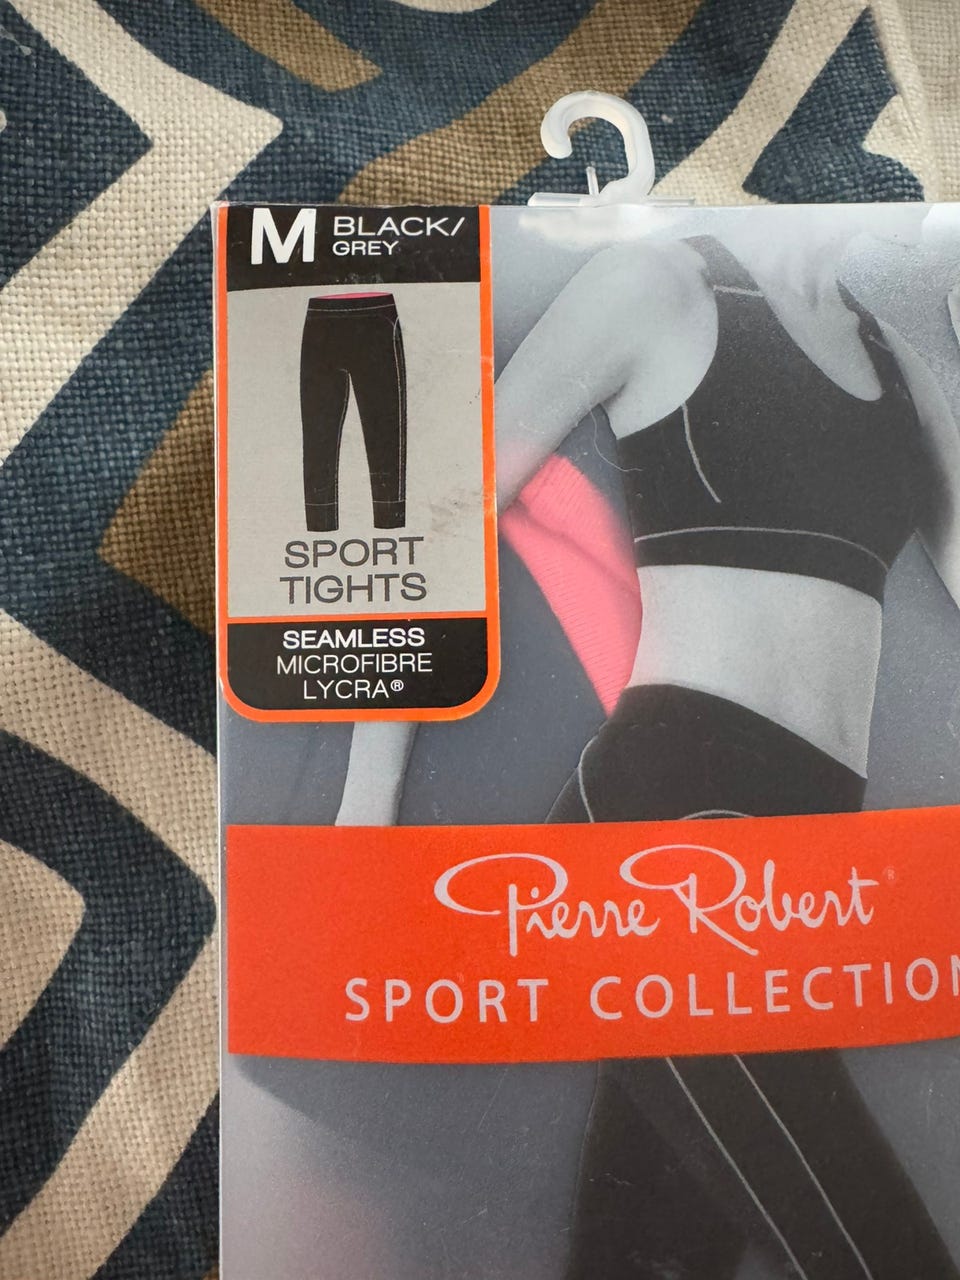 M BLACK/
GREY
SPORT
TIGHTS
SEAMLESS
MICROFIBRE
LYCRA®
Pierre Robert®
SPORT COLLECTION